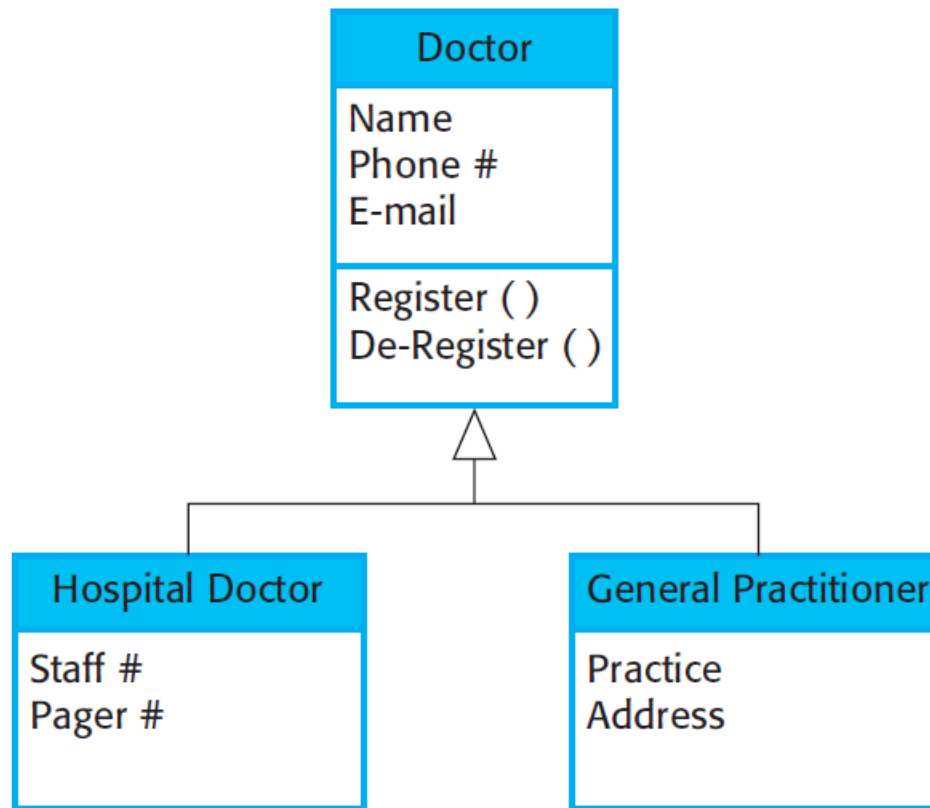 Doctor
Name
Phone #
E-mail
Register ( )
De-Register ( )
Hospital Doctor
Staff #
Pager #
General Practitioner
Practice
Address